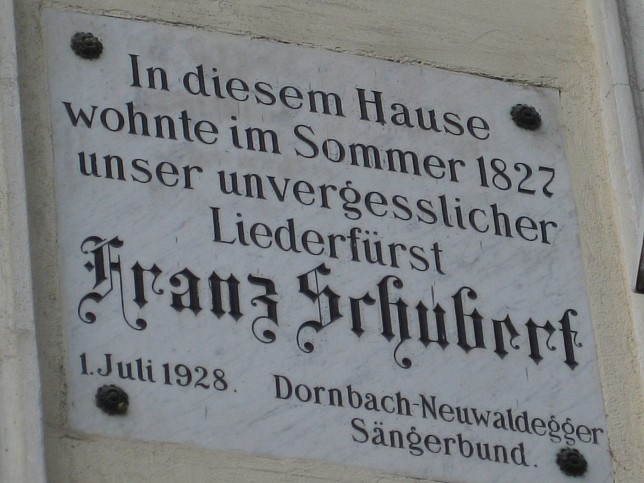 In diesem Hause
wohnte im Sommer 1827
unser unvergesslicher
Liederfürst
Franz Schubert
1. Juli 1928. Dornbach-Neuwaldegger
Sängerbund.